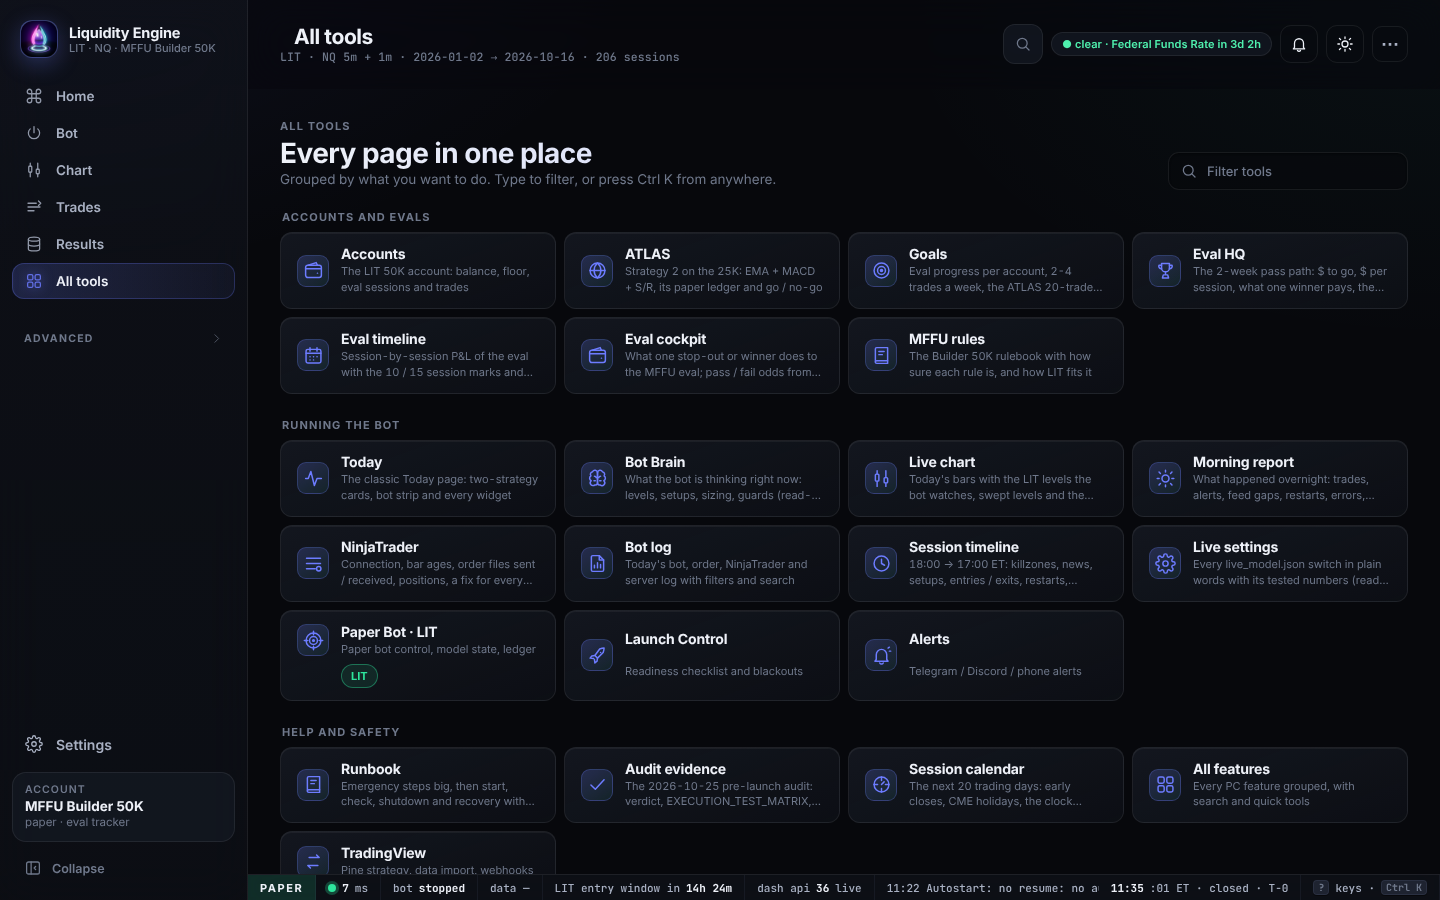 Liquidity Engine
LIT · NQ · MFFU Builder 50K
Home
Bot
Chart
Trades
Results
All tools
ADVANCED
Settings
ACCOUNT
MFFU Builder 50K
paper · eval tracker
Collapse
All tools
LIT · NQ 5m + 1m · 2026-01-02 → 2026-10-16 · 206 sessions
clear · Federal Funds Rate in 3d 2h
ALL TOOLS
Every page in one place
Grouped by what you want to do. Type to filter, or press Ctrl K from anywhere.
Filter tools
ACCOUNTS AND EVALS
Accounts
The LIT 50K account: balance, floor,
eval sessions and trades
ATLAS
Strategy 2 on the 25K: EMA + MACD
+ S/R, its paper ledger and go / no-go
Goals
Eval progress per account, 2-4
trades a week, the ATLAS 20-trade...
Eval HQ
The 2-week pass path: $ to go, $ per
session, what one winner pays, the...
Eval timeline
Session-by-session P&L of the eval
with the 10 / 15 session marks and...
Eval cockpit
What one stop-out or winner does to
the MFFU eval; pass / fail odds from...
MFFU rules
The Builder 50K rulebook with how
sure each rule is, and how LIT fits it
RUNNING THE BOT
Today
The classic Today page: two-strategy
cards, bot strip and every widget
Bot Brain
What the bot is thinking right now:
levels, setups, sizing, guards (read-...
Live chart
Today's bars with the LIT levels the
bot watches, swept levels and the...
Morning report
What happened overnight: trades,
alerts, feed gaps, restarts, errors,...
NinjaTrader
Connection, bar ages, order files sent
/ received, positions, a fix for every...
Bot log
Today's bot, order, NinjaTrader and
server log with filters and search
Session timeline
18:00 → 17:00 ET: killzones, news,
setups, entries / exits, restarts,...
Live settings
Every live_model.json switch in plain
words with its tested numbers (read...
Paper Bot · LIT
Paper bot control, model state, ledger
LIT
Launch Control
Readiness checklist and blackouts
Alerts
Telegram / Discord / phone alerts
HELP AND SAFETY
Runbook
Emergency steps big, then start,
check, shutdown and recovery with...
Audit evidence
The 2026-10-25 pre-launch audit:
verdict, EXECUTION_TEST_MATRIX,...
Session calendar
The next 20 trading days: early
closes, CME holidays, the clock...
All features
Every PC feature grouped, with
search and quick tools
TradingView
Pine strategy, data import, webhooks
PAPER
7 ms
bot stopped
data —
LIT entry window in 14h 24m
dash api 36 live
11:22 Autostart: no resume: no
11:35 :01 ET · closed · T-0
? keys · Ctrl K